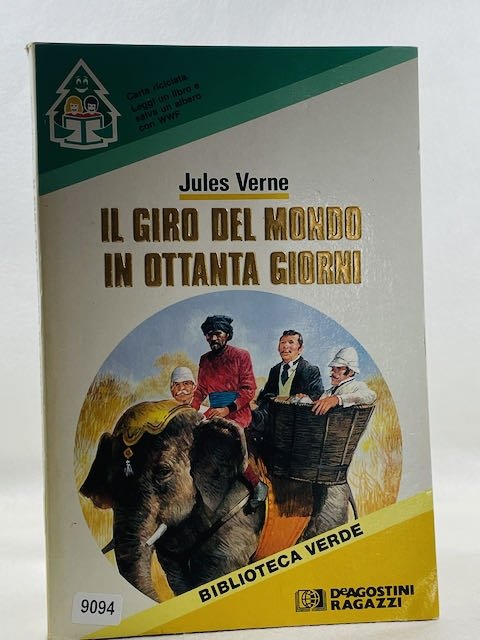 Carta riciclata.
Leggi un libro e
salva un albero
con WWF
Jules Verne
IL GIRO DEL MONDO
IN OTTANTA GIORNI
BIBLIOTECA VERDE
DeAGOSTINI
RAGAZZI
9094